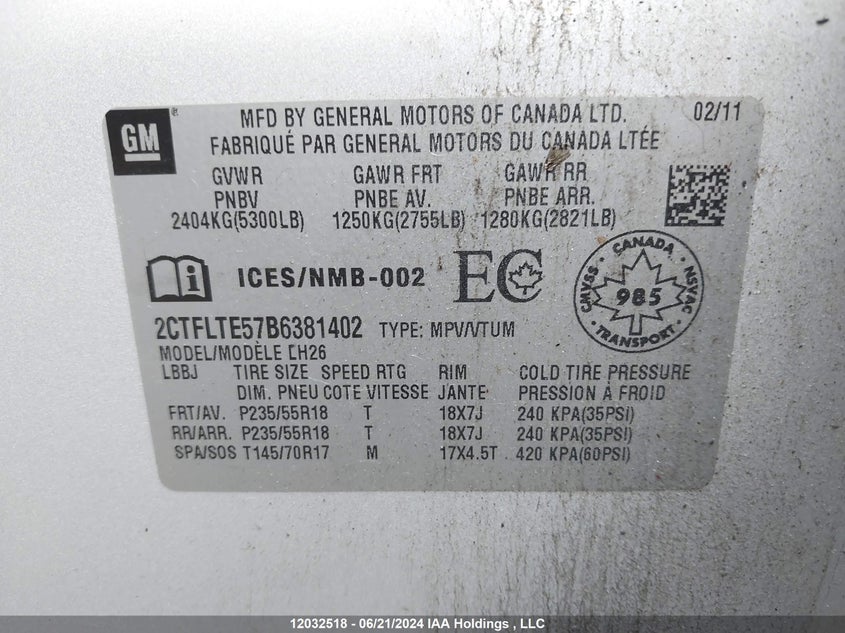 GM
MFD BY GENERAL MOTORS OF CANADA LTD. 02/11
FABRIQUÉ PAR GENERAL MOTORS DU CANADA LTÉE
GVWR GAWR FRT GAWR RR
PNBV PNBE AV. PNBE ARR.
2404KG(5300LB) 1250KG(2755LB) 1280KG(2821LB)
i ICES/NMB-002 EC
CANADA
CMVSS 985 NSVAC
TRANSPORT
2CTFLTE57B6381402 TYPE: MPV/VTUM
MODEL/MODÈLE LH26
LBBJ TIRE SIZE SPEED RTG RIM COLD TIRE PRESSURE
DIM. PNEU COTE VITESSE JANTE PRESSION À FROID
FRT/AV. P235/55R18 T 18X7J 240 KPA(35PSI)
RR/ARR. P235/55R18 T 18X7J 240 KPA(35PSI)
SPA/SOS T145/70R17 M 17X4.5T 420 KPA(60PSI)
12032518 - 06/21/2024 IAA Holdings , LLC